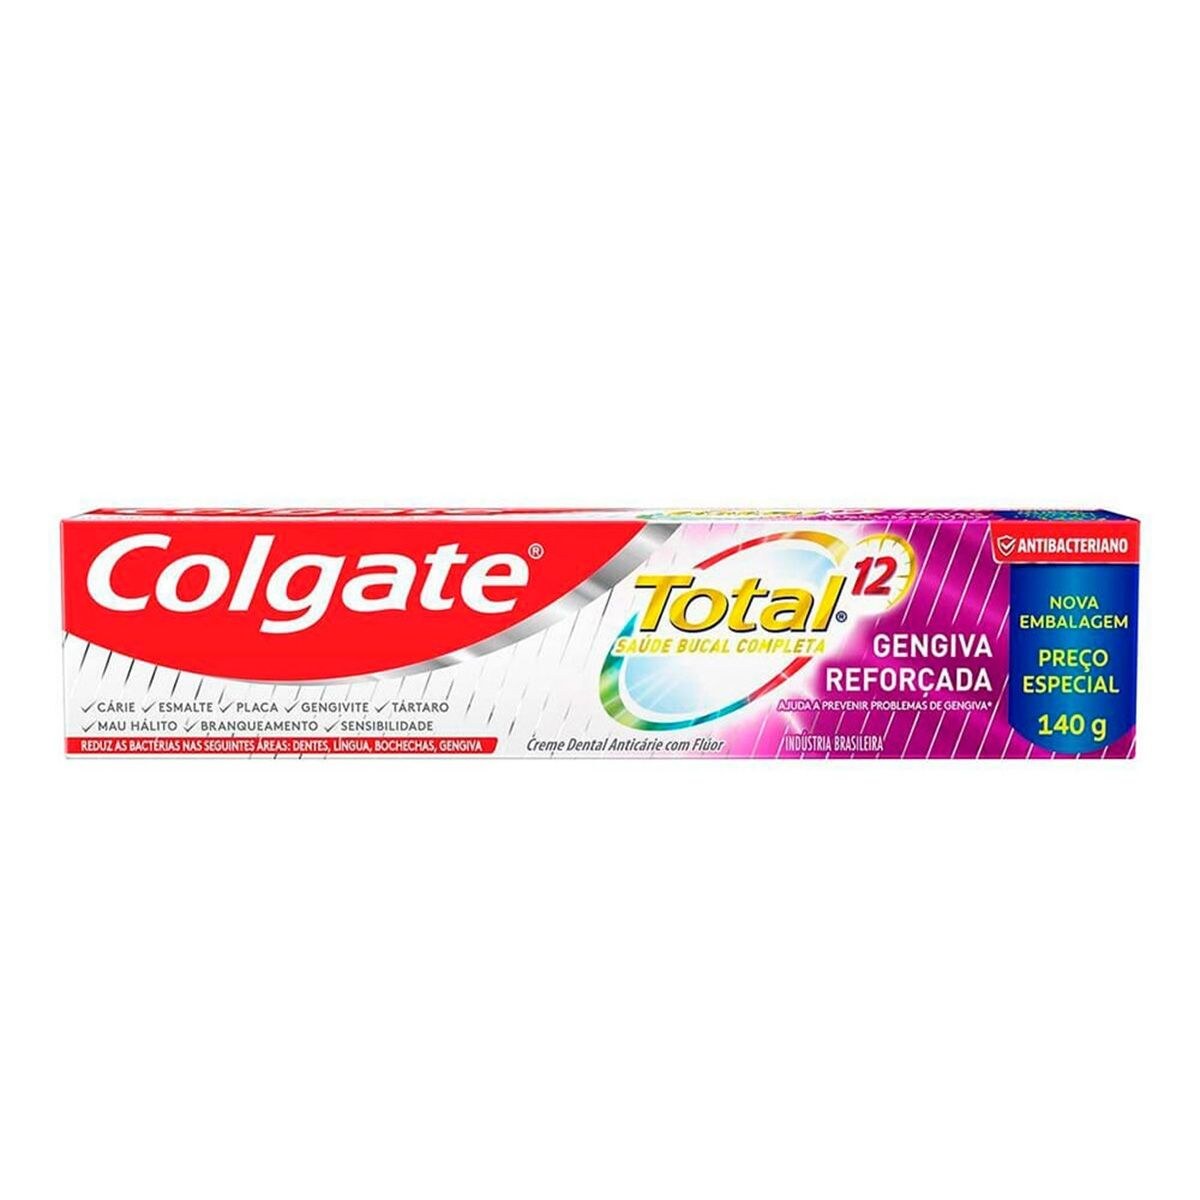 Colgate®
✓CÁRIE ✓ESMALTE ✓PLACA ✓GENGIVITE ✓TÁRTARO
✓MAU HÁLITO ✓BRANQUEAMENTO ✓SENSIBILIDADE
REDUZ AS BACTÉRIAS NAS SEGUINTES ÁREAS: DENTES, LÍNGUA, BOCHECHAS, GENGIVA
Total®12
SAÚDE BUCAL COMPLETA
GENGIVA
REFORÇADA
AJUDA A PREVENIR PROBLEMAS DE GENGIVA*
Creme Dental Anticárie com Flúor
INDÚSTRIA BRASILEIRA
ANTIBACTERIANO
NOVA
EMBALAGEM
PREÇO
ESPECIAL
140 g